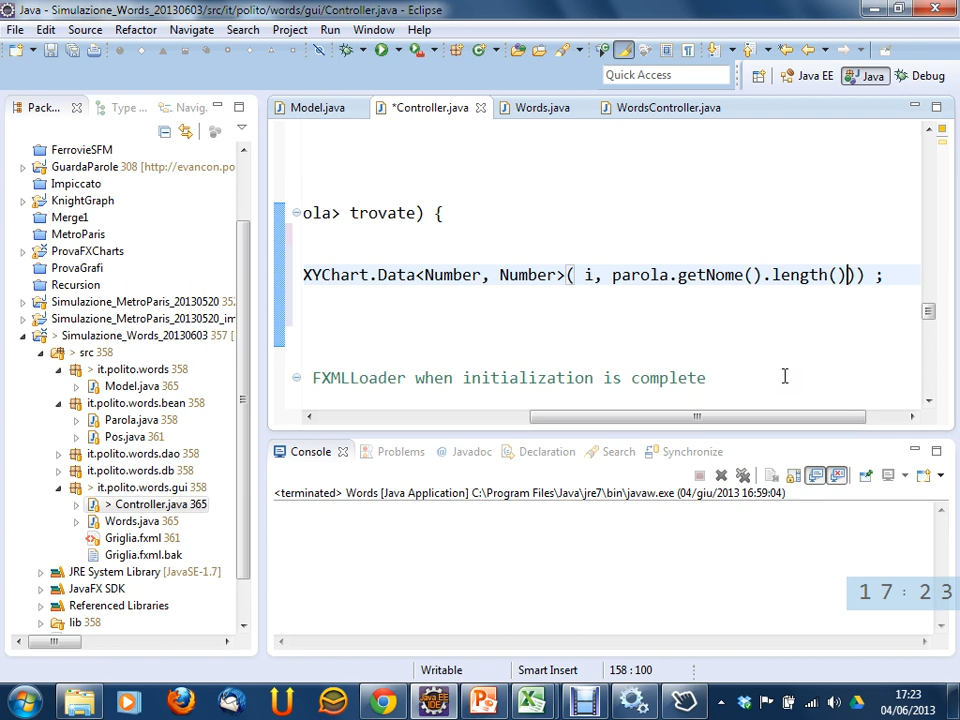 Java - Simulazione_Words_20130603/src/it/polito/words/gui/Controller.java - Eclipse
File Edit Source Refactor Navigate Search Project Run Window Help
Quick Access
Java EE Java Debug
Pack... Type ... Navig.
Model.java *Controller.java Words.java WordsController.java
FerrovieSFM
GuardaParole 308 [http://evancon.po
Impiccato
KnightGraph
Merge1
MetroParis
ProvaFXCharts
ProvaGrafi
Recursion
Simulazione_MetroParis_20130520 352
Simulazione_MetroParis_20130520_im
> Simulazione_Words_20130603 357 [
> src 358
> it.polito.words 358
Model.java 365
it.polito.words.bean 358
Parola.java 358
Pos.java 361
it.polito.words.dao 358
it.polito.words.db 358
> it.polito.words.gui 358
> Controller.java 365
Words.java 365
Griglia.fxml 361
Griglia.fxml.bak
JRE System Library [JavaSE-1.7]
JavaFX SDK
Referenced Libraries
lib 358
ola> trovate) {
XYChart.Data<Number, Number>( i, parola.getNome().length())) ;
FXMLLoader when initialization is complete
Console Problems Javadoc Declaration Search Synchronize
<terminated> Words [Java Application] C:\Program Files\Java\jre7\bin\javaw.exe (04/giu/2013 16:59:04)
17:23
Writable Smart Insert 158 : 100
17:23
04/06/2013